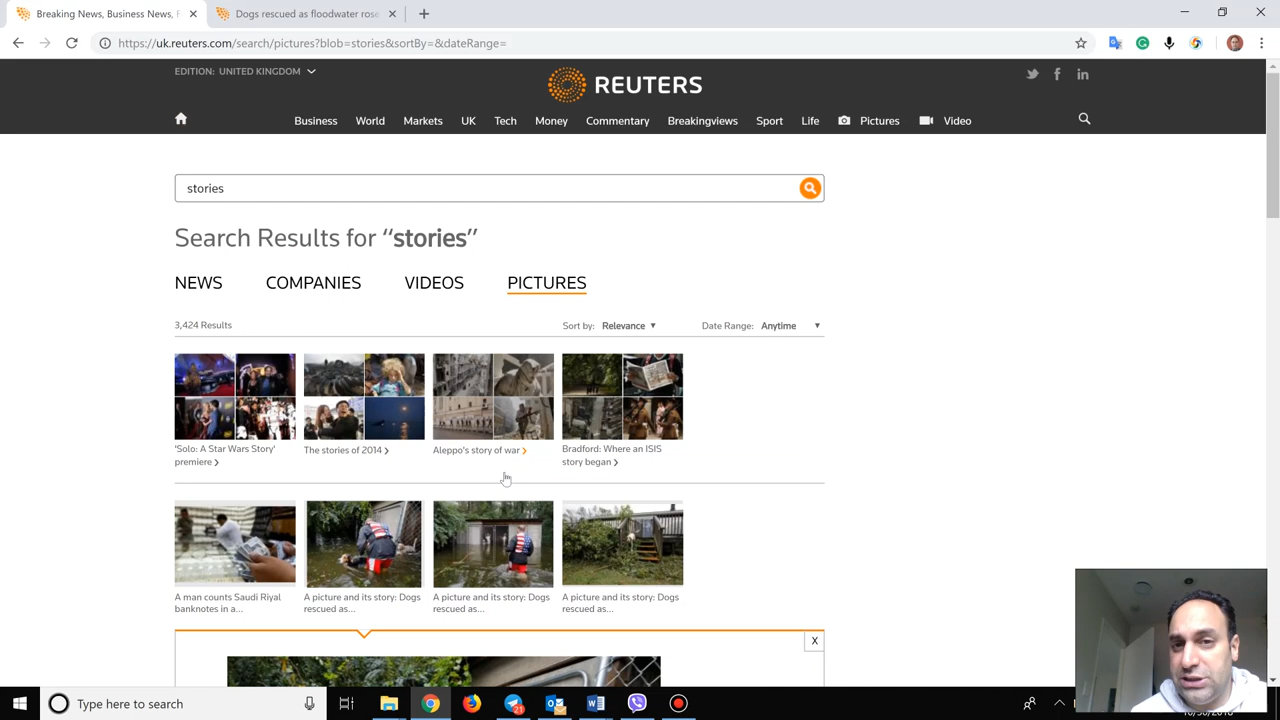 Breaking News, Business News, F
Dogs rescued as floodwater rose
https://uk.reuters.com/search/pictures?blob=stories&sortBy=&dateRange=
EDITION: UNITED KINGDOM
REUTERS
Business World Markets UK Tech Money Commentary Breakingviews Sport Life Pictures Video
stories
Search Results for “stories”
NEWS COMPANIES VIDEOS PICTURES
3,424 Results
Sort by: Relevance
Date Range: Anytime
'Solo: A Star Wars Story'
premiere
The stories of 2014
Aleppo's story of war
Bradford: Where an ISIS
story began
A man counts Saudi Riyal
banknotes in a...
A picture and its story: Dogs
rescued as...
A picture and its story: Dogs
rescued as...
A picture and its story: Dogs
rescued as...
X
Type here to search
21